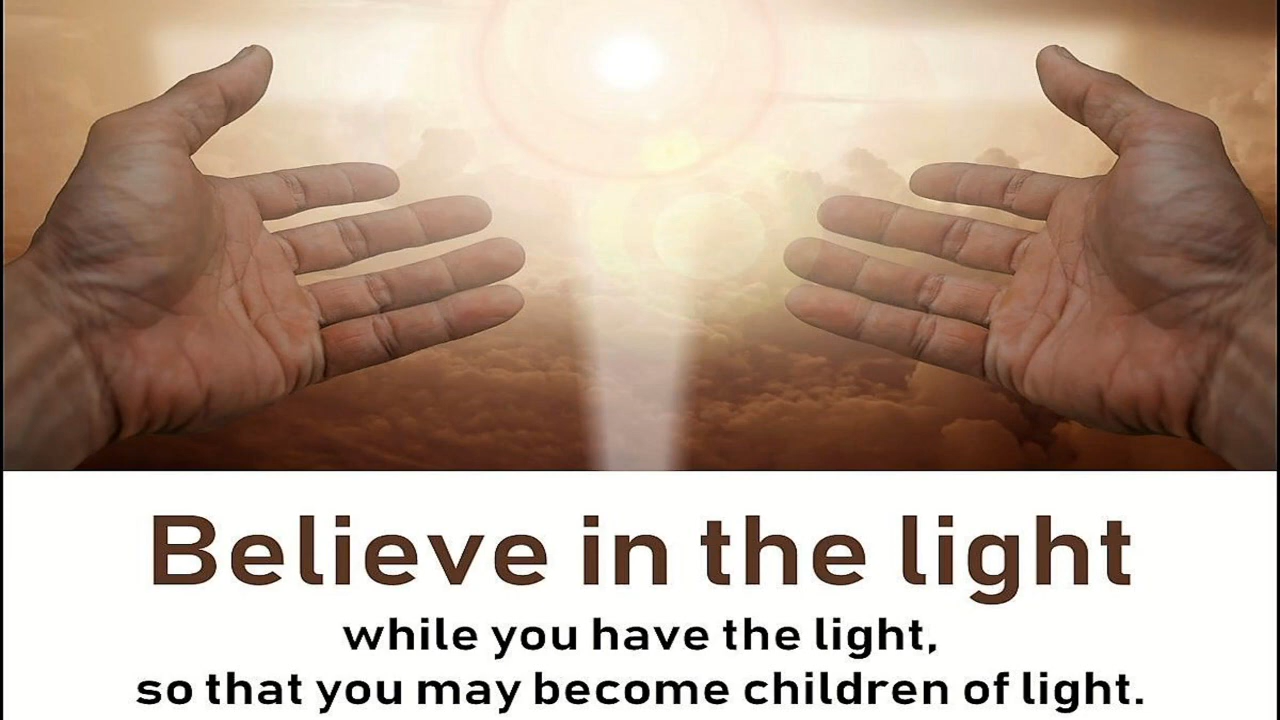 Believe in the light
while you have the light,
so that you may become children of light.